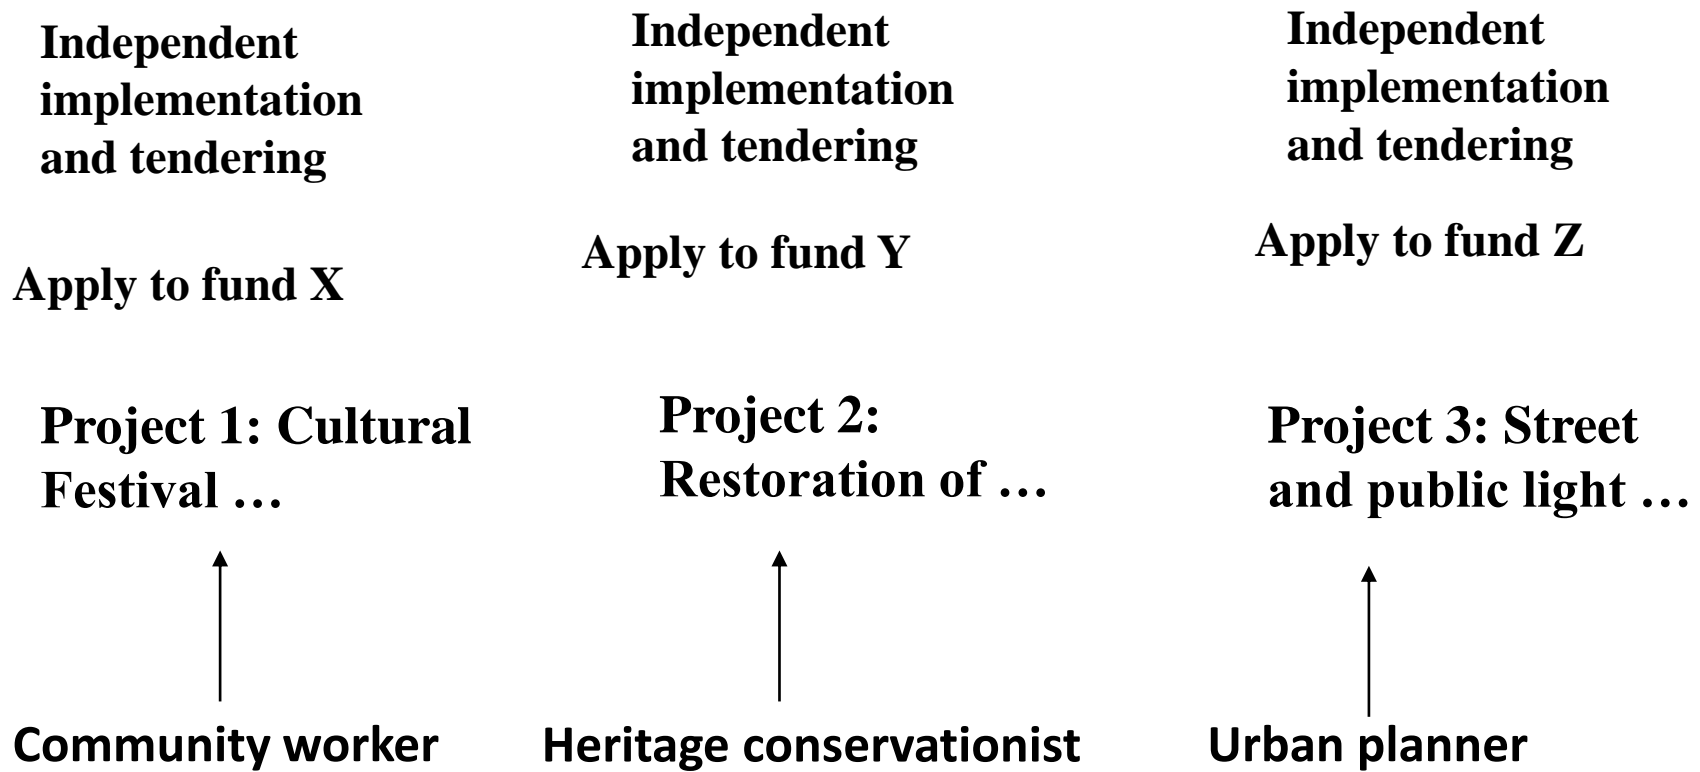 Independent
implementation
and tendering
Independent
implementation
and tendering
Independent
implementation
and tendering
Apply to fund X
Apply to fund Y
Apply to fund Z
Project 1: Cultural
Festival …
Project 2:
Restoration of …
Project 3: Street
and public light …
Community worker
Heritage conservationist
Urban planner